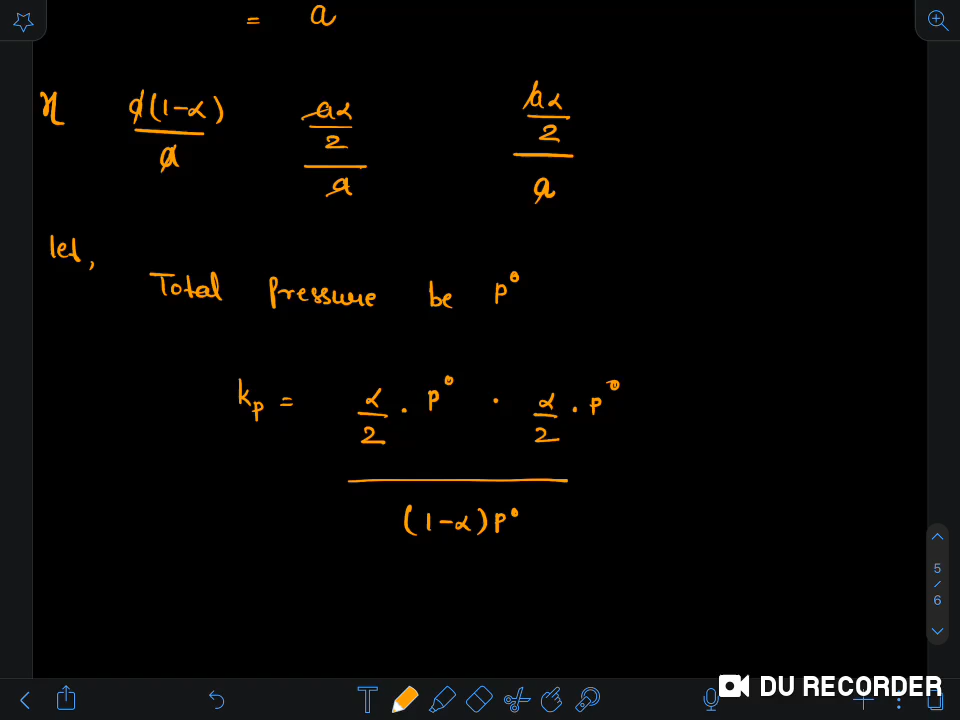 = a
x a(1-α)/a aα/2/a aα/2/a
let,
Total Pressure be p°
kp = α/2 . p° . α/2 . p°
(1-α)p°
5
/
6
T
DU RECORDER